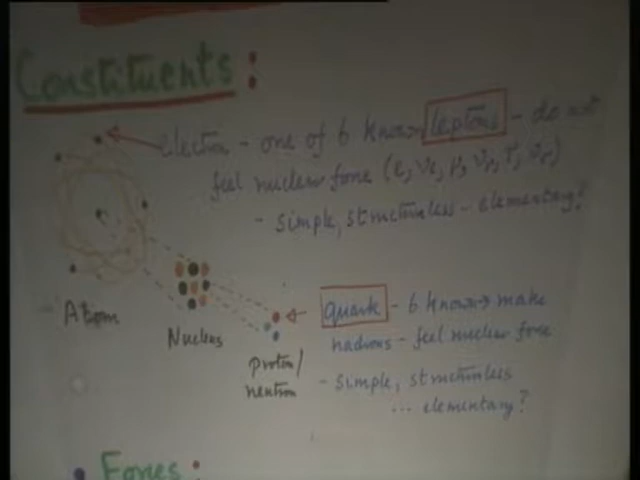 Constituents :
electron - one of 6 known leptons - do not
feel nuclear force (e, νe, μ, νμ, τ, ντ)
- simple, structureless - elementary?
Atom
Nucleus
proton/
neutron
quark - 6 known → make
hadrons - feel nuclear force
- simple, structureless
... elementary?
• Forces :